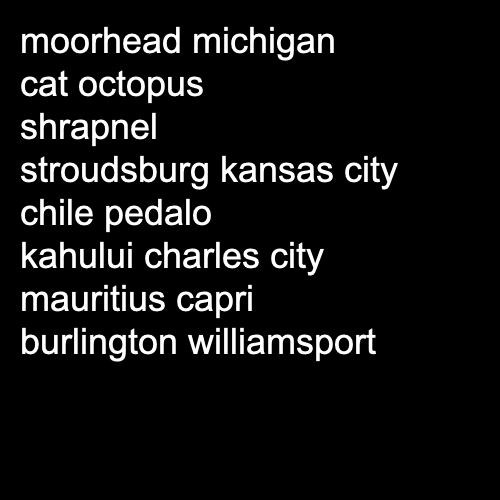 moorhead michigan
cat octopus
shrapnel
stroudsburg kansas city
chile pedalo
kahului charles city
mauritius capri
burlington williamsport